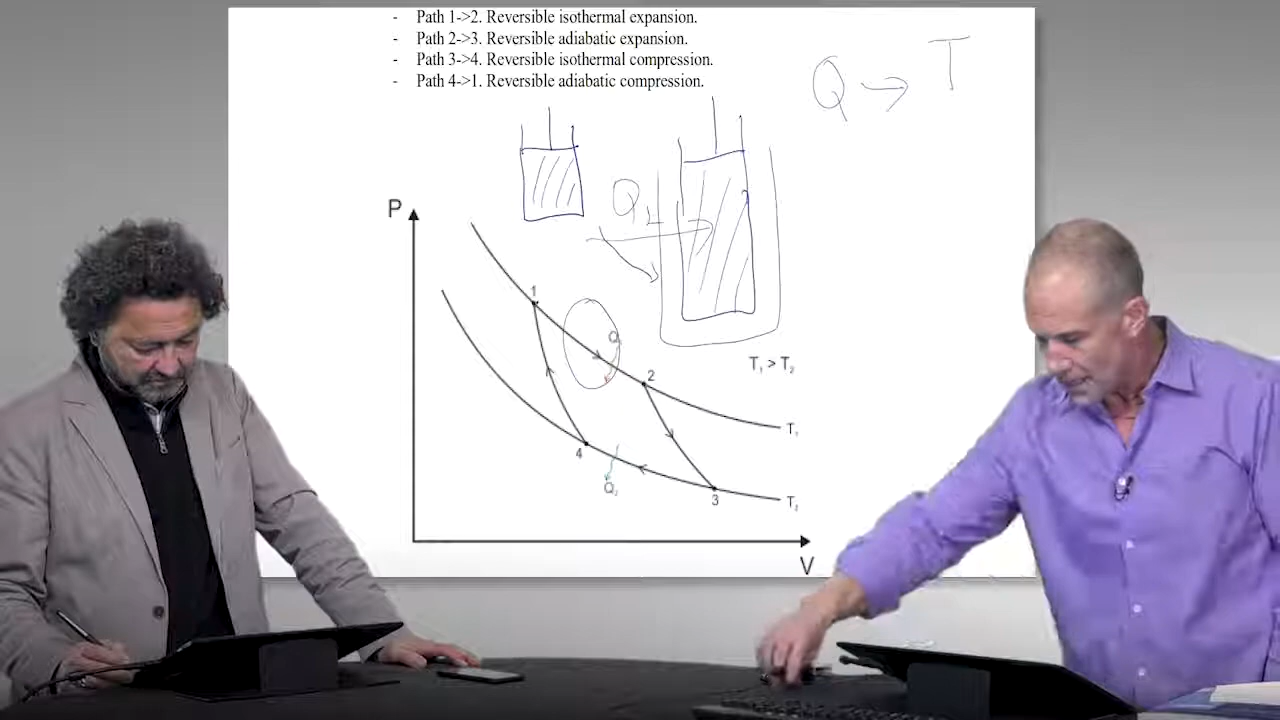 - Path 1->2. Reversible isothermal expansion.
- Path 2->3. Reversible adiabatic expansion.
- Path 3->4. Reversible isothermal compression.
- Path 4->1. Reversible adiabatic compression.
Q → T
Q₁
P
1
Q₁
2
T₁ > T₂
T₁
4
Q₂
3
T₂
V